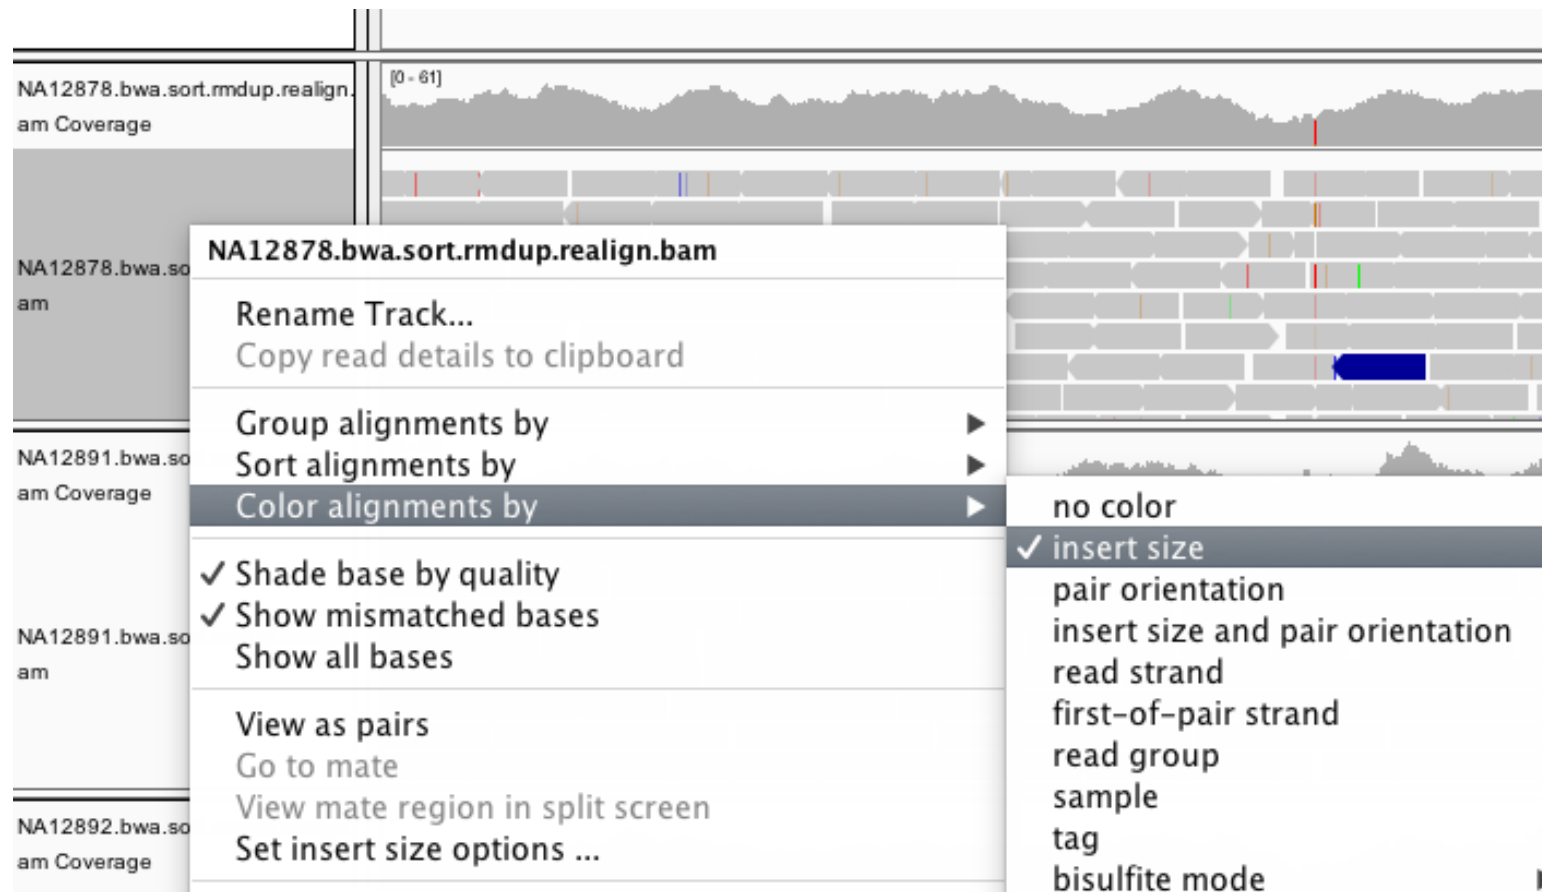 [0 - 61]
NA12878.bwa.sort.rmdup.realign.
am Coverage
NA12878.bwa.so
am
NA12878.bwa.sort.rmdup.realign.bam
Rename Track...
Copy read details to clipboard
Group alignments by
Sort alignments by
Color alignments by
Shade base by quality
Show mismatched bases
Show all bases
View as pairs
Go to mate
View mate region in split screen
Set insert size options ...
no color
insert size
pair orientation
insert size and pair orientation
read strand
first-of-pair strand
read group
sample
tag
bisulfite mode
NA12891.bwa.so
am Coverage
NA12891.bwa.so
am
NA12892.bwa.so
am Coverage